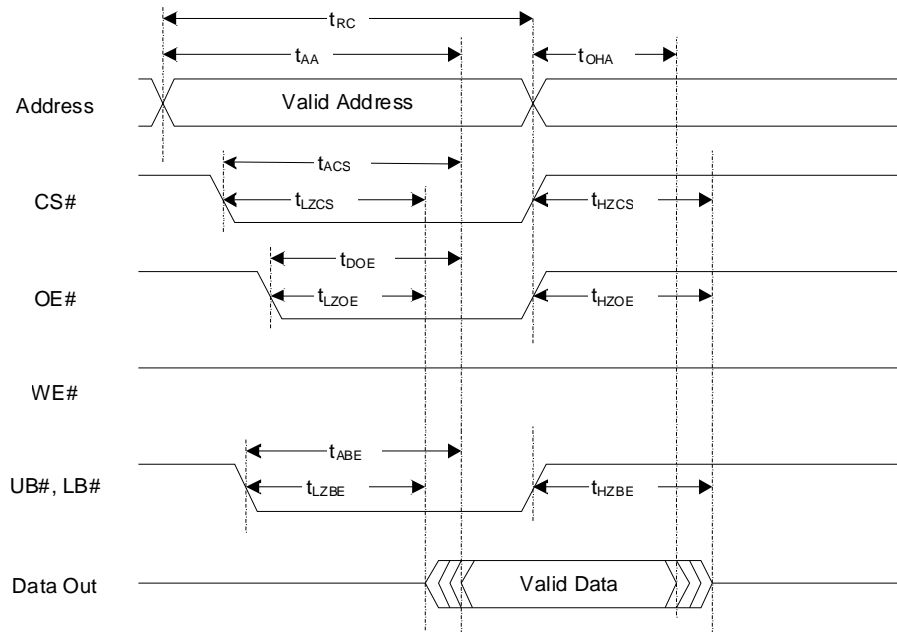 tRC
tAA
tOHA
Address
Valid Address
tACS
CS#
tLZCS
tHZCS
tDOE
OE#
tLZOE
tHZOE
WE#
tABE
UB#, LB#
tLZBE
tHZBE
Data Out
Valid Data